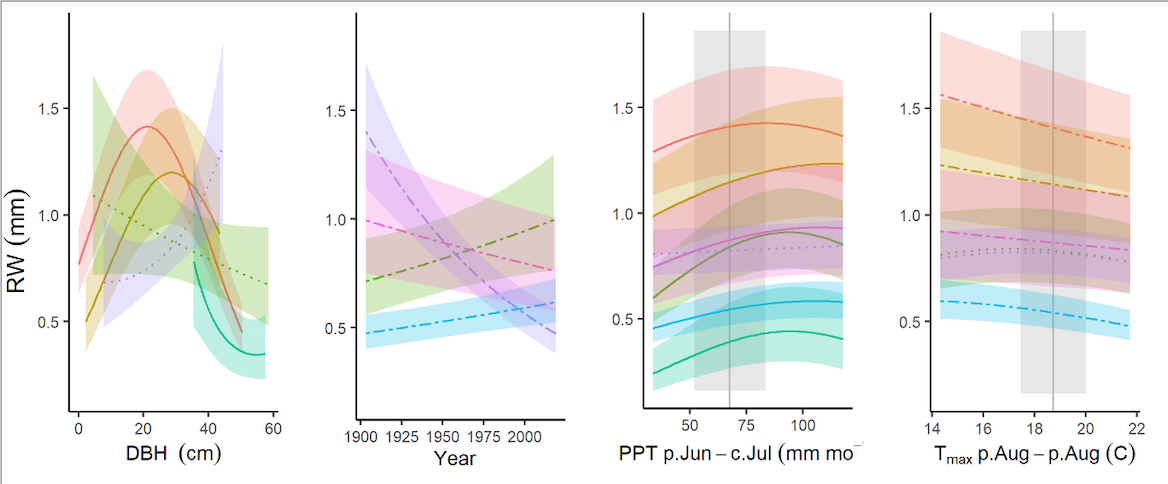 RW (mm)
1.5
1.0
0.5
0 20 40 60
DBH (cm)
1.5
1.0
0.5
1900 1925 1950 1975 2000
Year
1.5
1.0
0.5
50 75 100
PPT p.Jun – c.Jul (mm mo⁻
1.5
1.0
0.5
14 16 18 20 22
Tmax p.Aug – p.Aug (C)